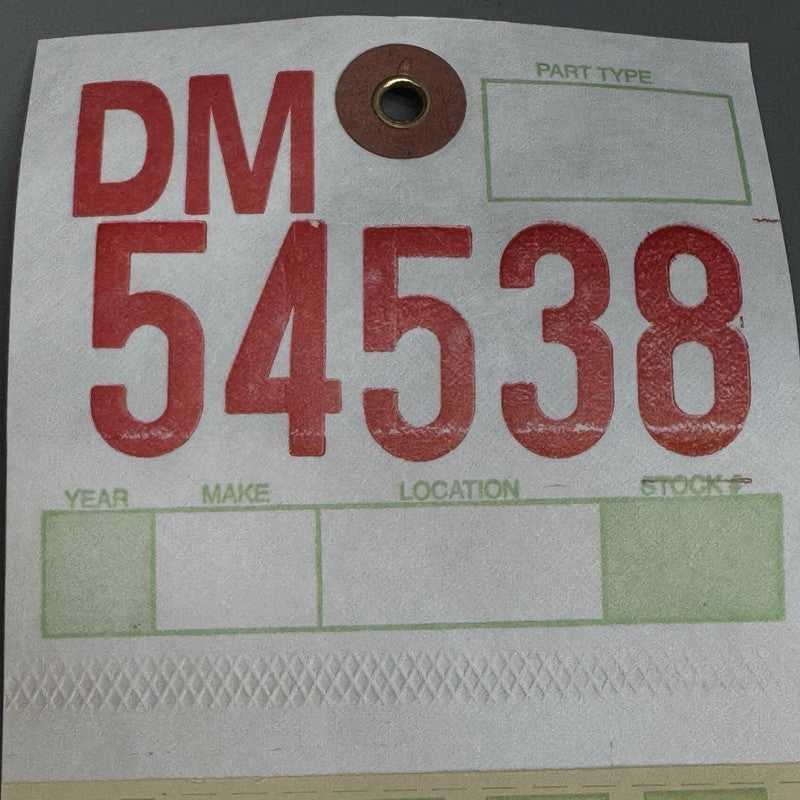 DM
PART TYPE
54538
YEAR MAKE LOCATION STOCK #